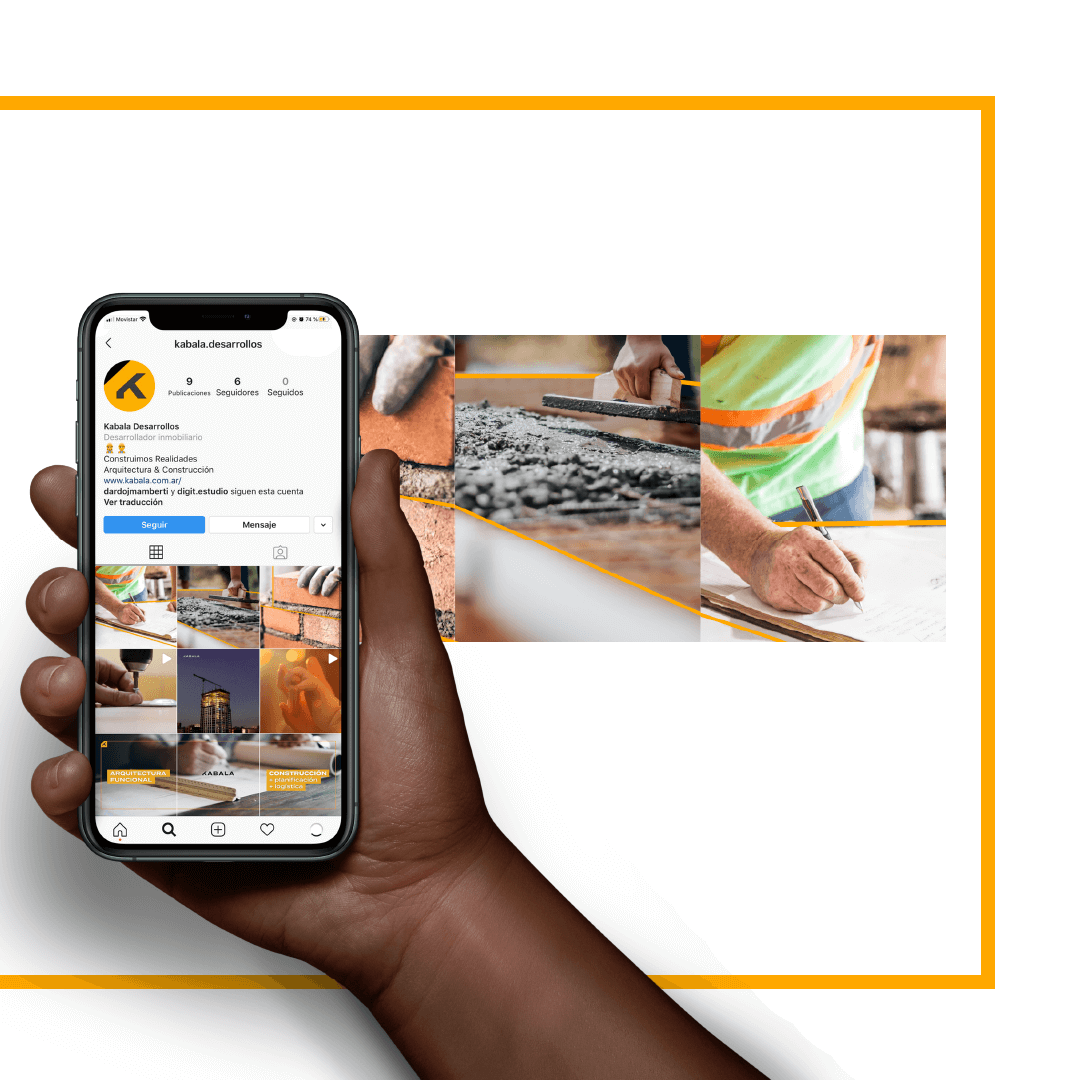 Movistar
74 %
kabala.desarrollos
9
6
0
Publicaciones
Seguidores
Seguidos
Kabala Desarrollos
Desarrollador inmobiliario
Construimos Realidades
Arquitectura & Construcción
www.kabala.com.ar/
dardojmamberti y digit.estudio siguen esta cuenta
Ver traducción
Seguir
Mensaje
KABALA
ARQUITECTURA
FUNCIONAL
KABALA
CONSTRUCCIÓN
+ planificación
+ logística